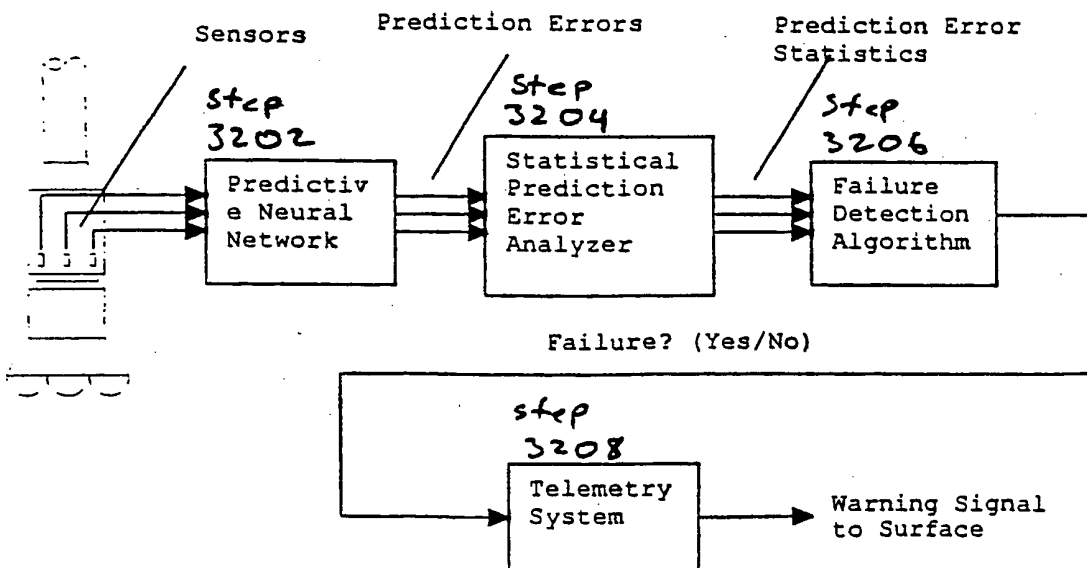 Sensors
Prediction Errors
Prediction Error
Statistics
Step
3202
Step
3204
Step
3206
Predictiv
e Neural
Network
Statistical
Prediction
Error
Analyzer
Failure
Detection
Algorithm
Failure? (Yes/No)
step
3208
Telemetry
System
Warning Signal
to Surface